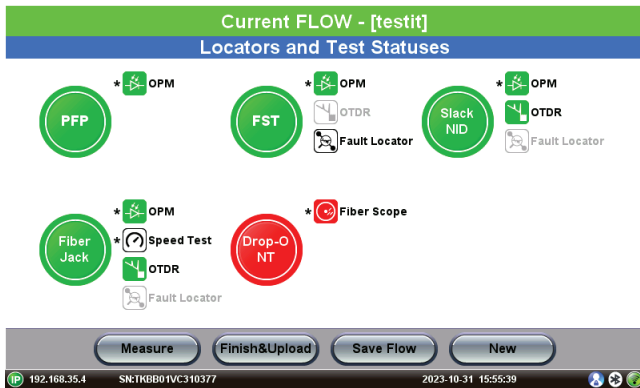 Current FLOW - [testit]
Locators and Test Statuses
PFP
* OPM
FST
* OPM
OTDR
Fault Locator
Slack
NID
* OPM
OTDR
Fault Locator
Fiber
Jack
* OPM
* Speed Test
OTDR
Fault Locator
Drop-O
NT
* Fiber Scope
Measure
Finish&Upload
Save Flow
New
IP 192.168.35.4 SN:TKBB01VC310377 2023-10-31 15:55:39